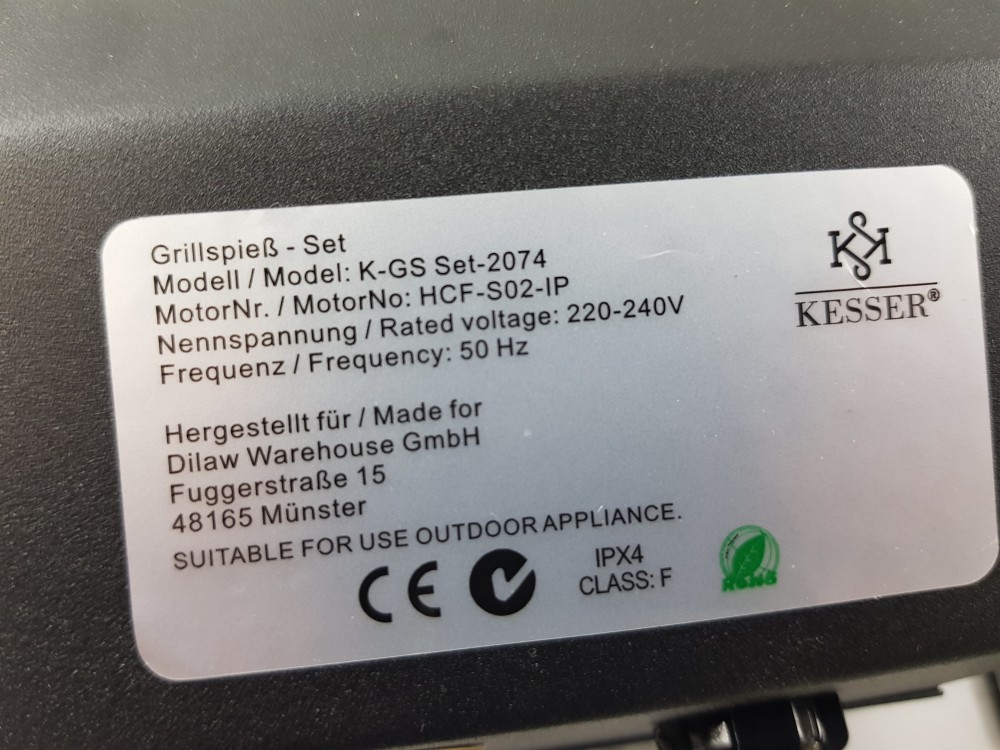 Grillspieß - Set
Modell / Model: K-GS Set-2074
MotorNr. / MotorNo: HCF-S02-IP
Nennspannung / Rated voltage: 220-240V
Frequenz / Frequency: 50 Hz
KESSER®
Hergestellt für / Made for
Dilaw Warehouse GmbH
Fuggerstraße 15
48165 Münster
SUITABLE FOR USE OUTDOOR APPLIANCE.
CE
IPX4
CLASS: F
RoHS